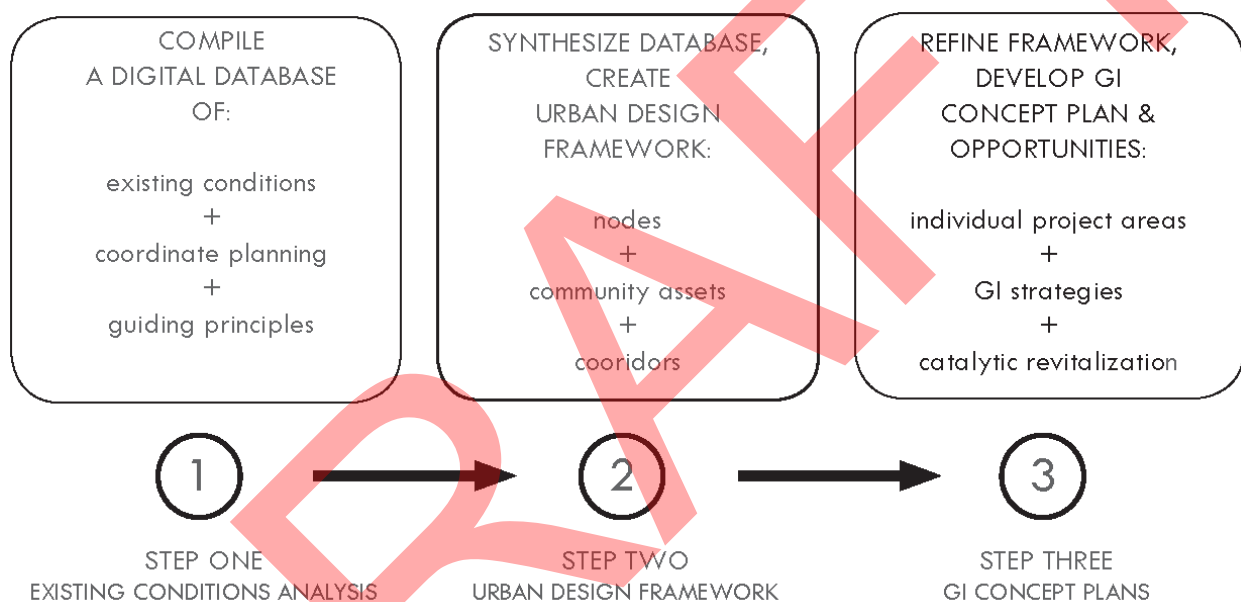 COMPILE
A DIGITAL DATABASE
OF:
existing conditions
+
coordinate planning
+
guiding principles
SYNTHESIZE DATABASE,
CREATE
URBAN DESIGN
FRAMEWORK:
nodes
+
community assets
+
cooridors
REFINE FRAMEWORK,
DEVELOP GI
CONCEPT PLAN &
OPPORTUNITIES:
individual project areas
+
GI strategies
+
catalytic revitalization
1
2
3
STEP ONE
EXISTING CONDITIONS ANALYSIS
STEP TWO
URBAN DESIGN FRAMEWORK
STEP THREE
GI CONCEPT PLANS